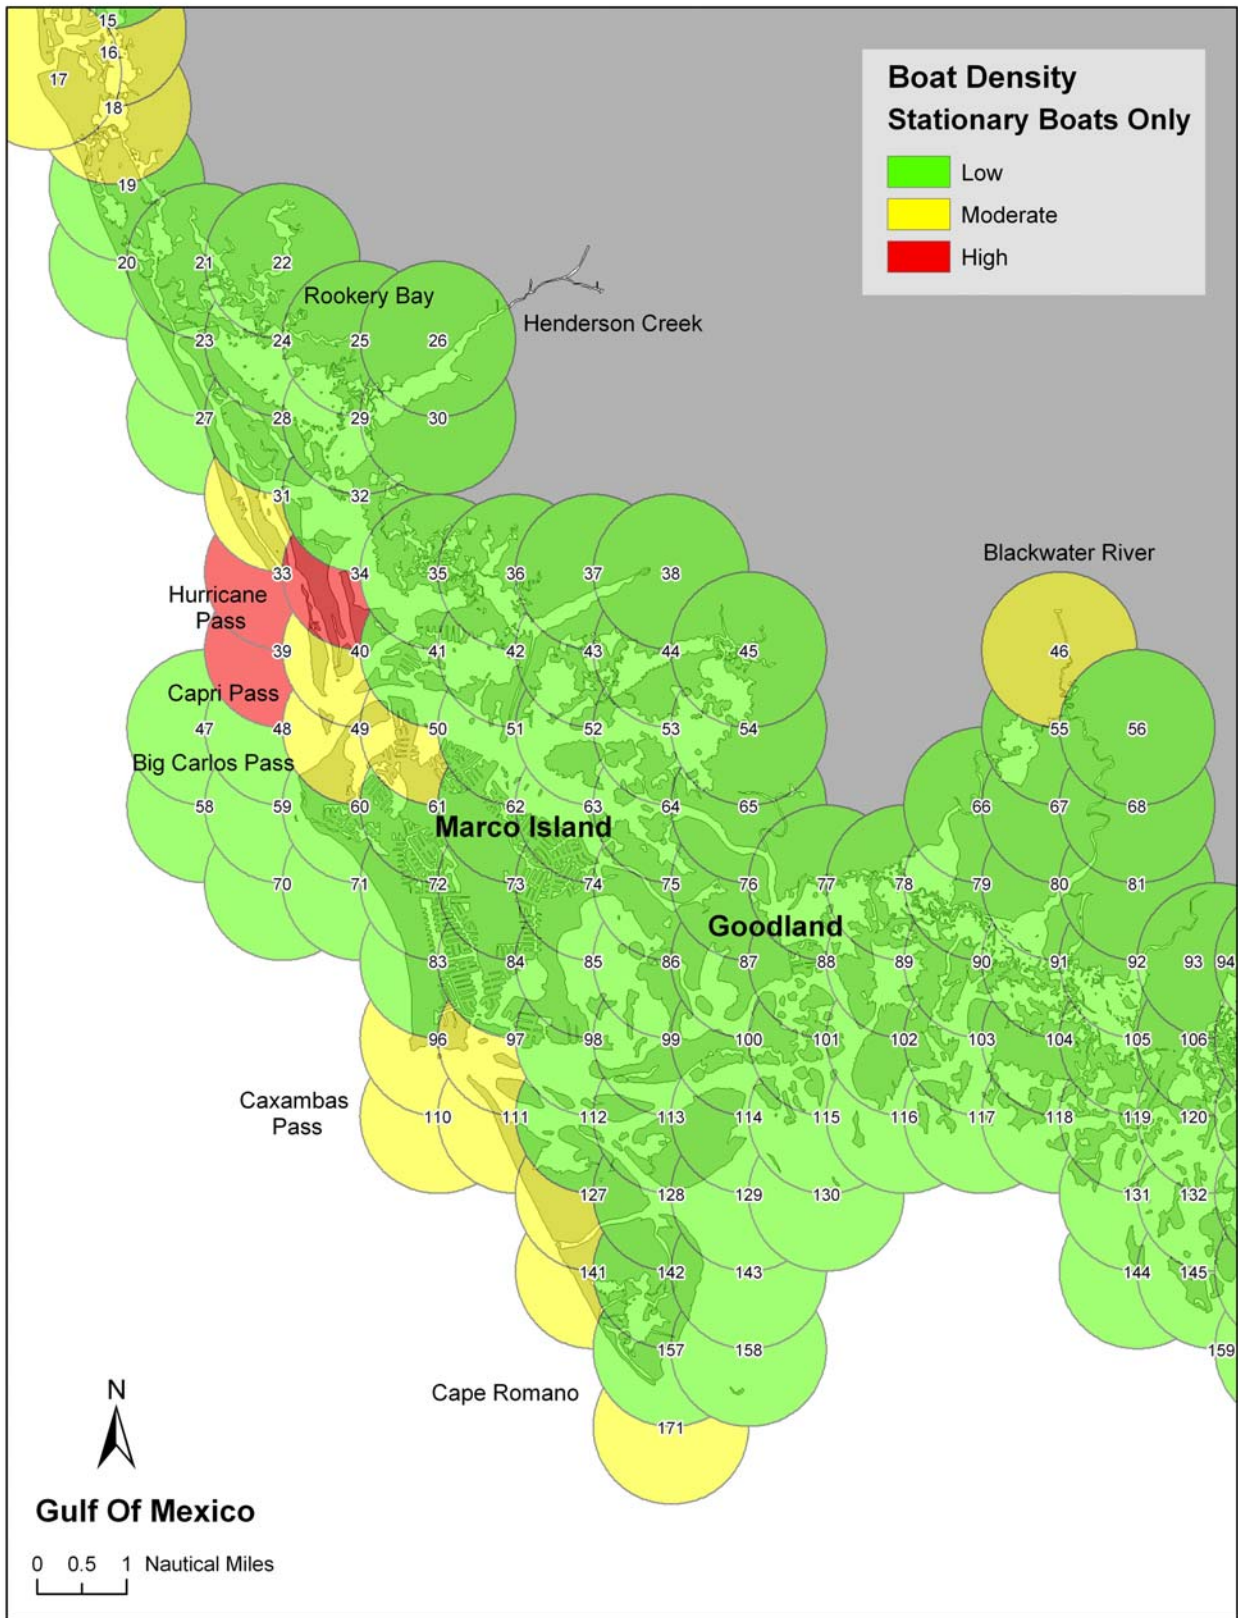 Boat Density
Stationary Boats Only
Low
Moderate
High
15
16
17
18
19
20 21 22
Rookery Bay
Henderson Creek
23 24 25 26
27 28 29 30
31 32
Blackwater River
33 34 35 36 37 38
Hurricane
Pass
39 40 41 42 43 44 45 46
Capri Pass
47 48 49 50 51 52 53 54 55 56
Big Carlos Pass
58 59 60 61 62 63 64 65 66 67 68
Marco Island
70 71 72 73 74 75 76 77 78 79 80 81
Goodland
83 84 85 86 87 88 89 90 91 92 93 94
96 97 98 99 100 101 102 103 104 105 106
Caxambas
Pass
110 111 112 113 114 115 116 117 118 119 120
127 128 129 130 131 132
141 142 143 144 145
157 158 159
Cape Romano
171
N
Gulf Of Mexico
0 0.5 1 Nautical Miles